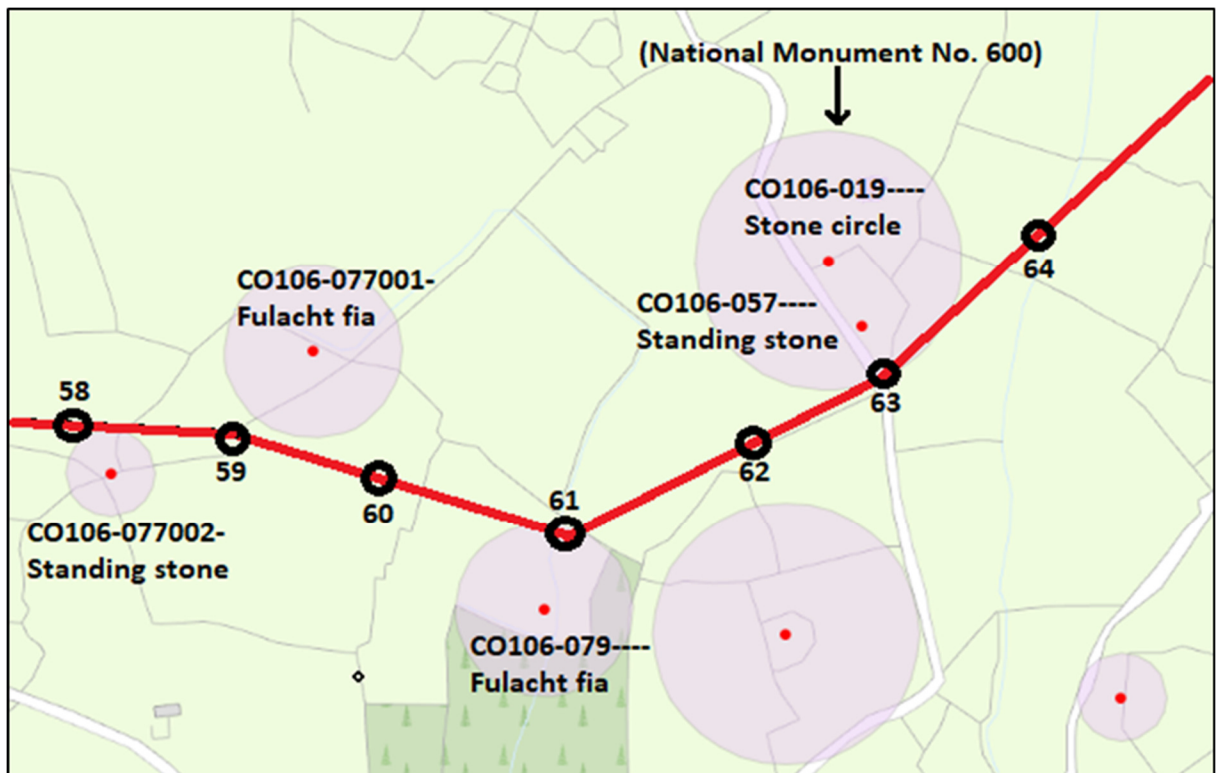 (National Monument No. 600)
CO106-019----
Stone circle
CO106-077001-
Fulacht fia
64
CO106-057----
Standing stone
58
63
59
62
61
60
CO106-077002-
Standing stone
CO106-079----
Fulacht fia